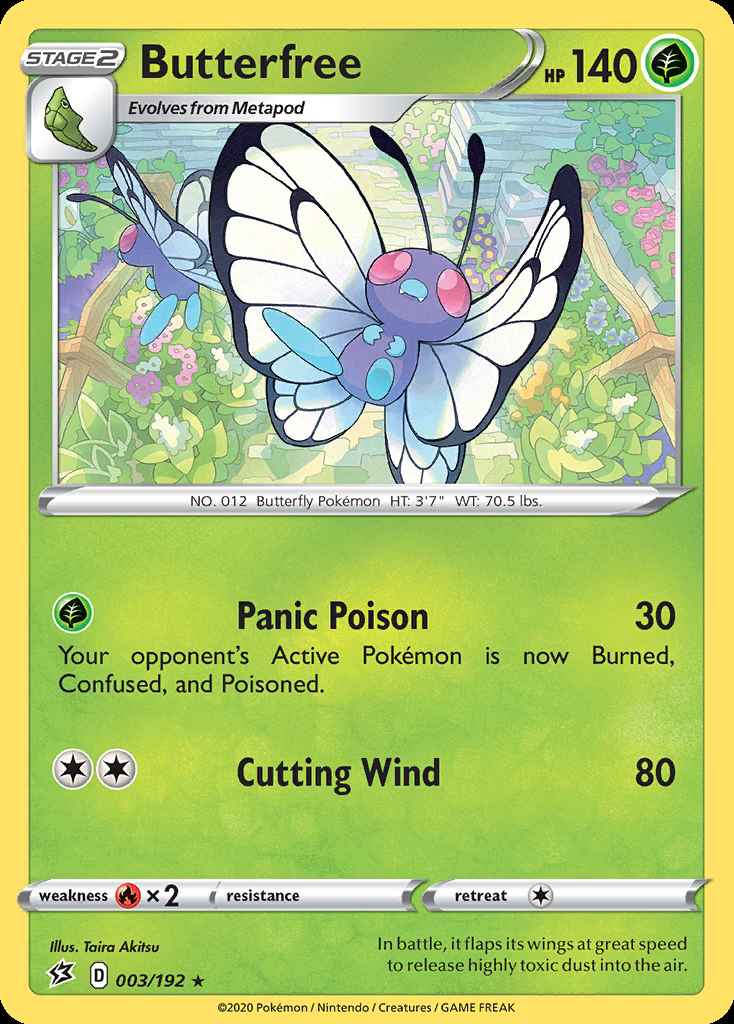 STAGE 2
Butterfree
HP 140
Evolves from Metapod
NO. 012 Butterfly Pokémon HT: 3'7" WT: 70.5 lbs.
Panic Poison 30
Your opponent's Active Pokémon is now Burned,
Confused, and Poisoned.
Cutting Wind 80
weakness ×2 resistance retreat
Illus. Taira Akitsu
In battle, it flaps its wings at great speed
to release highly toxic dust into the air.
D 003/192 ★
©2020 Pokémon / Nintendo / Creatures / GAME FREAK